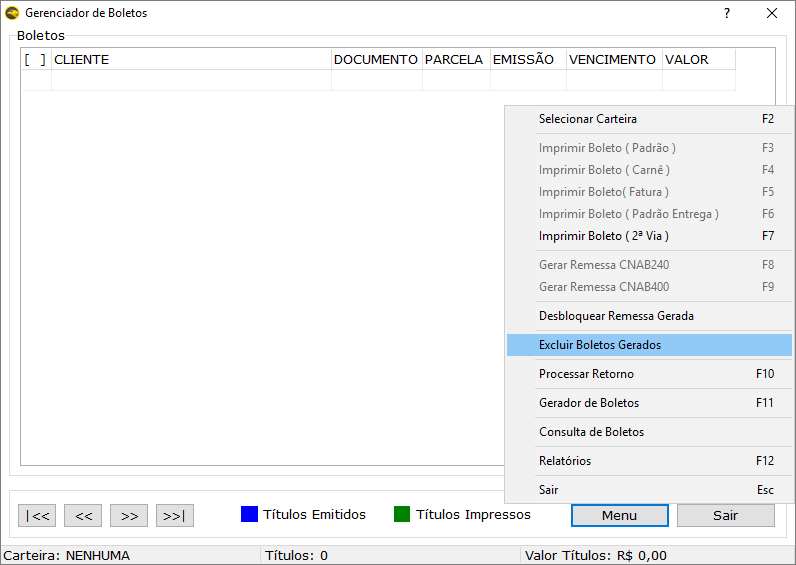 Gerenciador de Boletos ?
Boletos
[ ] CLIENTE DOCUMENTO PARCELA EMISSÃO VENCIMENTO VALOR
Selecionar Carteira F2
Imprimir Boleto ( Padrão ) F3
Imprimir Boleto ( Carnê ) F4
Imprimir Boleto( Fatura ) F5
Imprimir Boleto ( Padrão Entrega ) F6
Imprimir Boleto ( 2ª Via ) F7
Gerar Remessa CNAB240 F8
Gerar Remessa CNAB400 F9
Desbloquear Remessa Gerada
Excluir Boletos Gerados
Processar Retorno F10
Gerador de Boletos F11
Consulta de Boletos
Relatórios F12
Sair Esc
|<< << >> >>| Títulos Emitidos Títulos Impressos Menu Sair
Carteira: NENHUMA Títulos: 0 Valor Títulos: R$ 0,00